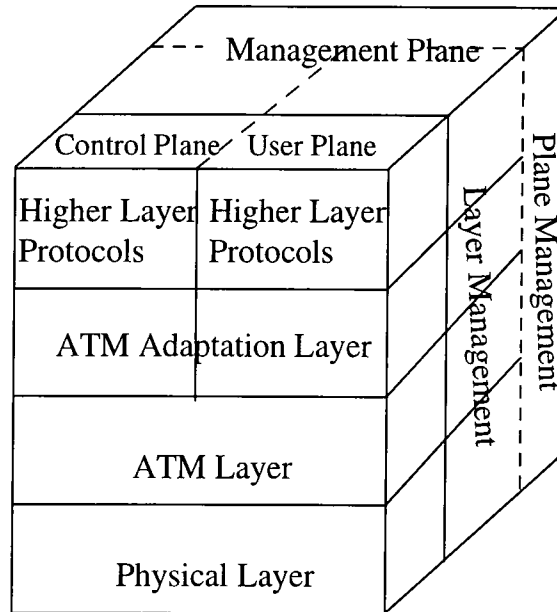 Management Plane
Control Plane
User Plane
Higher Layer
Protocols
Higher Layer
Protocols
ATM Adaptation Layer
ATM Layer
Physical Layer
Layer Management
Plane Management